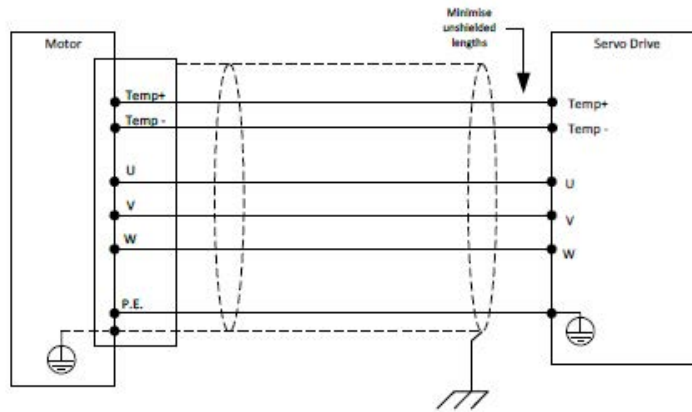 Minimise
unshielded
lengths
Motor
Servo Drive
Temp+
Temp+
Temp -
Temp -
U
U
V
V
W
W
P.E.